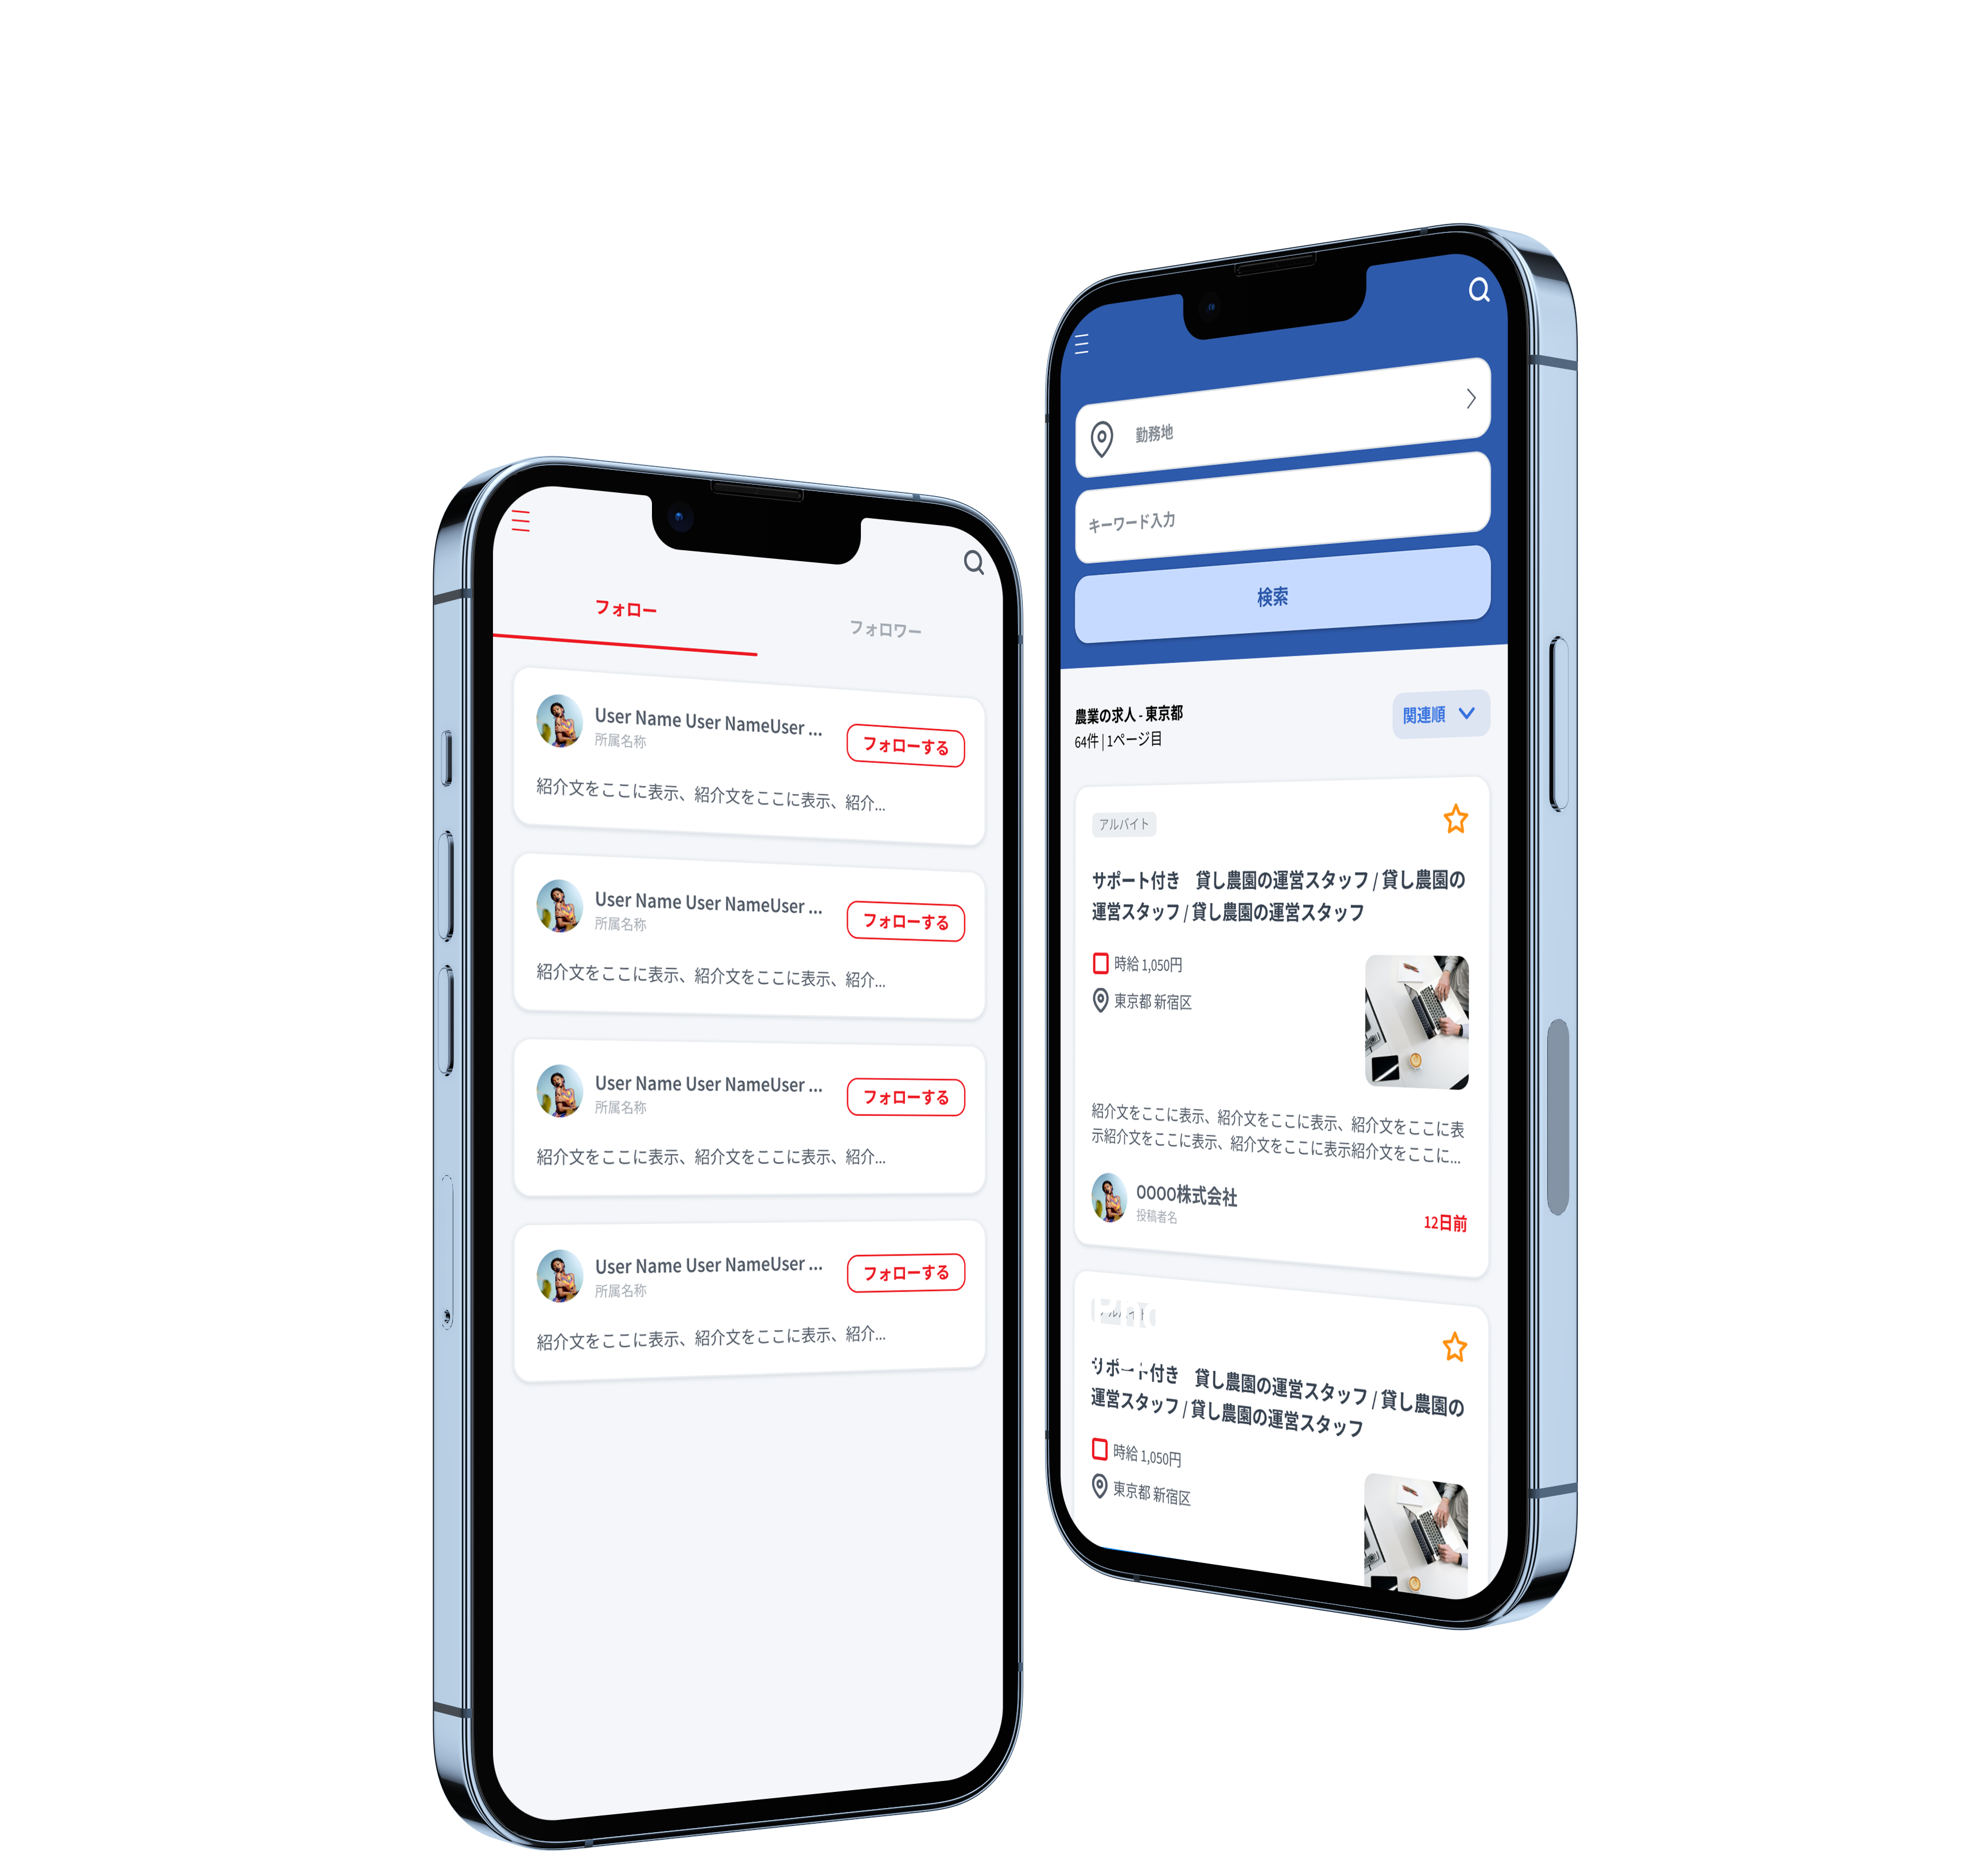 フォロー
フォロワー
User Name User NameUser ...
所属名称
フォローする
紹介文をここに表示、紹介文をここに表示、紹介...
User Name User NameUser ...
所属名称
フォローする
紹介文をここに表示、紹介文をここに表示、紹介...
User Name User NameUser ...
所属名称
フォローする
紹介文をここに表示、紹介文をここに表示、紹介...
User Name User NameUser ...
所属名称
フォローする
紹介文をここに表示、紹介文をここに表示、紹介...
勤務地
キーワード入力
検索
農業の求人 - 東京都
64件 | 1ページ目
関連順
アルバイト
サポート付き　貸し農園の運営スタッフ / 貸し農園の
運営スタッフ / 貸し農園の運営スタッフ
時給 1,050円
東京都 新宿区
紹介文をここに表示、紹介文をここに表示、紹介文をここに表
示紹介文をここに表示、紹介文をここに表示紹介文をここに...
OOOO株式会社
投稿者名
12日前
アルバイト
サポート付き　貸し農園の運営スタッフ / 貸し農園の
運営スタッフ / 貸し農園の運営スタッフ
時給 1,050円
東京都 新宿区